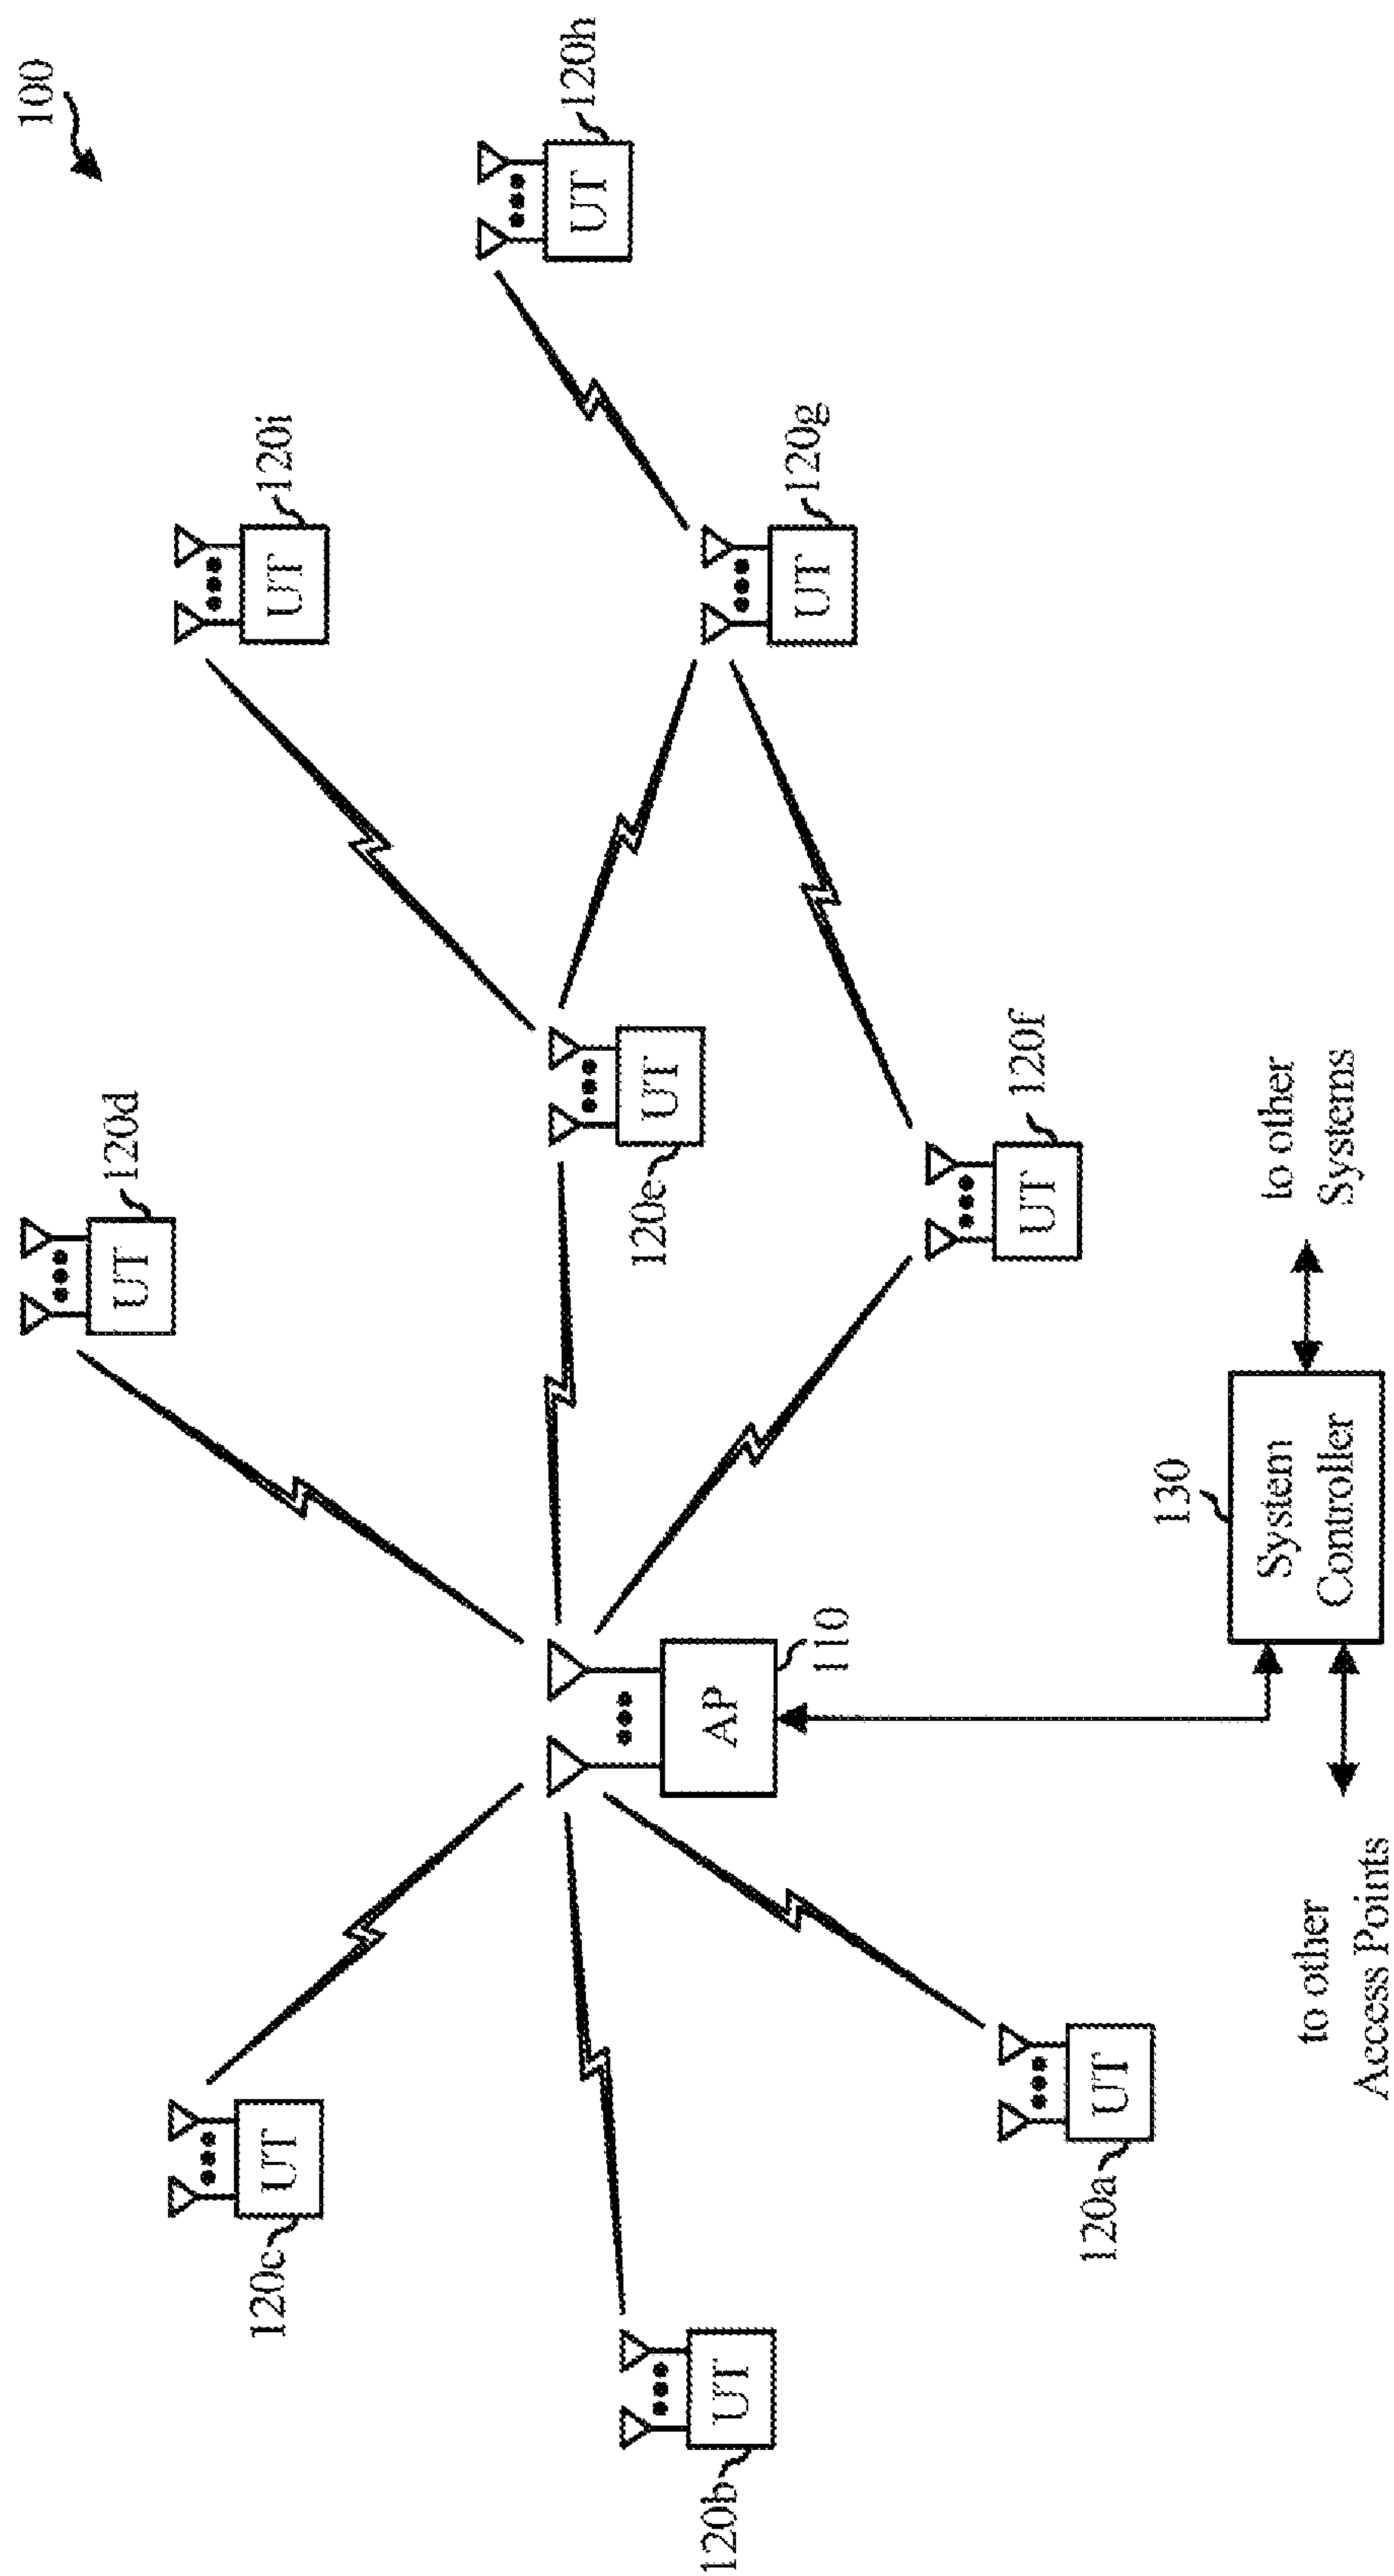 100
UT
120d
UT
120i
UT
120h
UT
120c
UT
120e
UT
120g
AP
110
UT
120b
UT
120f
UT
120a
130
System
Controller
to other
Systems
to other
Access Points